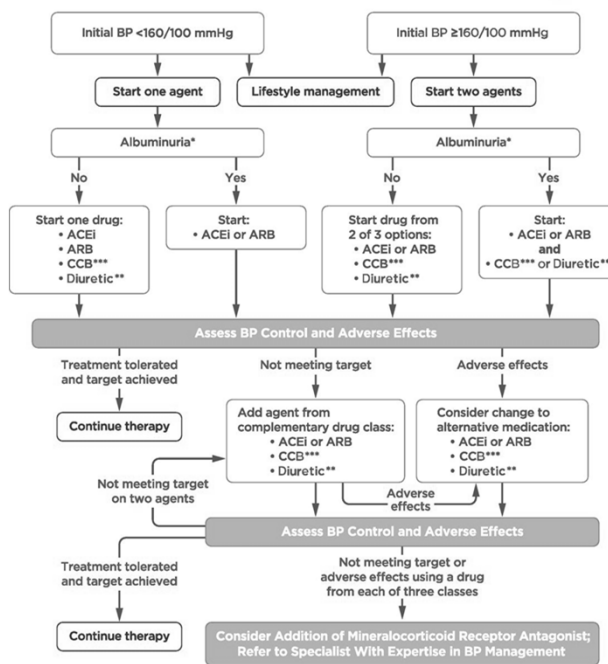 Initial BP <160/100 mmHg
Initial BP ≥160/100 mmHg
Start one agent
Lifestyle management
Start two agents
Albuminuria*
Albuminuria*
No
Yes
No
Yes
Start one drug:
• ACEi
• ARB
• CCB***
• Diuretic**
Start:
• ACEi or ARB
Start drug from
2 of 3 options:
• ACEi or ARB
• CCB***
• Diuretic**
Start:
• ACEi or ARB
and
• CCB*** or Diuretic**
Assess BP Control and Adverse Effects
Treatment tolerated
and target achieved
Not meeting target
Adverse effects
Continue therapy
Add agent from
complementary drug class:
• ACEi or ARB
• CCB***
• Diuretic**
Consider change to
alternative medication:
• ACEi or ARB
• CCB***
• Diuretic**
Not meeting target
on two agents
Adverse
effects
Assess BP Control and Adverse Effects
Treatment tolerated
and target achieved
Not meeting target or
adverse effects using a drug
from each of three classes
Continue therapy
Consider Addition of Mineralocorticoid Receptor Antagonist;
Refer to Specialist With Expertise in BP Management